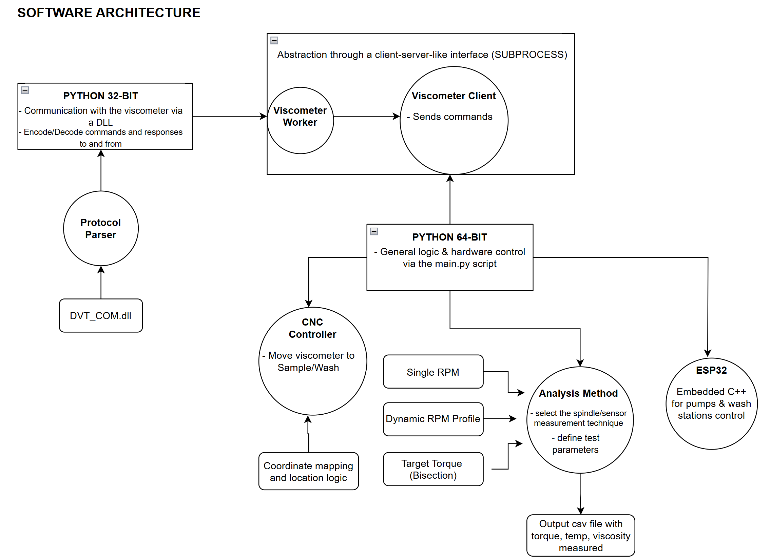 SOFTWARE ARCHITECTURE
Abstraction through a client-server-like interface (SUBPROCESS)
PYTHON 32-BIT
- Communication with the viscometer via
a DLL
- Encode/Decode commands and responses
to and from
Viscometer
Worker
Viscometer Client
- Sends commands
Protocol
Parser
DVT_COM.dll
PYTHON 64-BIT
- General logic & hardware control
via the main.py script
CNC
Controller
- Move viscometer to
Sample/Wash
Coordinate mapping
and location logic
Single RPM
Dynamic RPM Profile
Target Torque
(Bisection)
Analysis Method
- select the spindle/sensor
measurement technique
- define test
parameters
ESP32
Embedded C++
for pumps & wash
stations control
Output cav file with
torque, temp, viscosity
measured